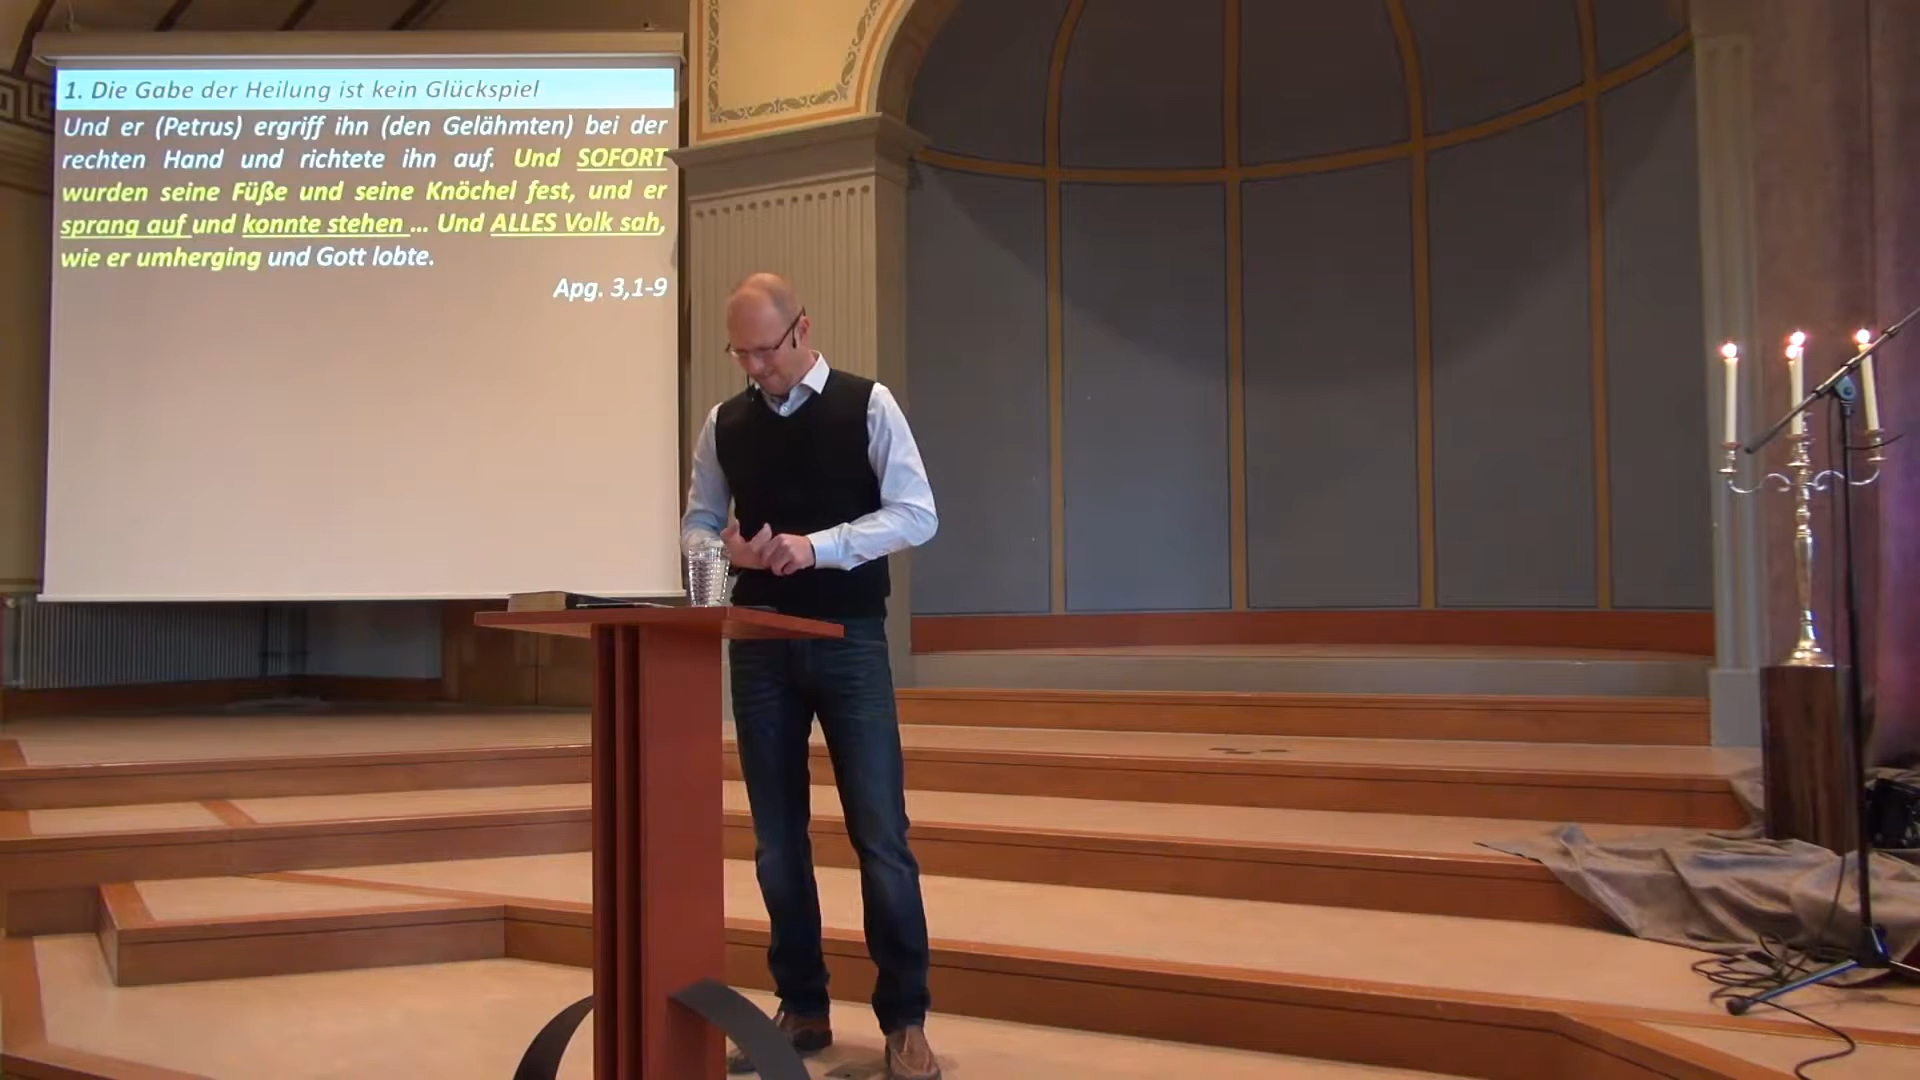 1. Die Gabe der Heilung ist kein Glückspiel
Und er (Petrus) ergriff ihn (den Gelähmten) bei der
rechten Hand und richtete ihn auf. Und SOFORT
wurden seine Füße und seine Knöchel fest, und er
sprang auf und konnte stehen ... Und ALLES Volk sah,
wie er umherging und Gott lobte.
Apg. 3,1-9